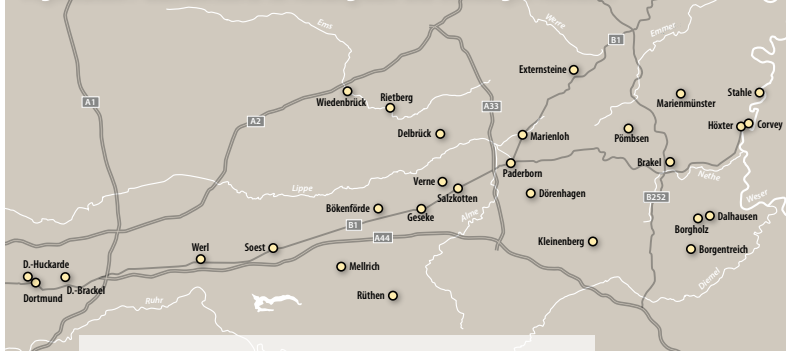 Ems
Werre
Emmer
B1
Externsteine
A1
Wiedenbrück
Rietberg
A33
Marienmünster
Stahle
A2
Delbrück
Marienloh
Pömbsen
Höxter
Corvey
Paderborn
Brakel
Nethe
Verne
Salzkotten
Lippe
Dörenhagen
B252
Weser
Bökenförde
Geseke
Alme
Dalhausen
Borgholz
B1
A44
Kleinenberg
Borgentreich
Werl
Soest
D.-Huckarde
Mellrich
D.-Brackel
Dortmund
Ruhr
Rüthen
Diemel